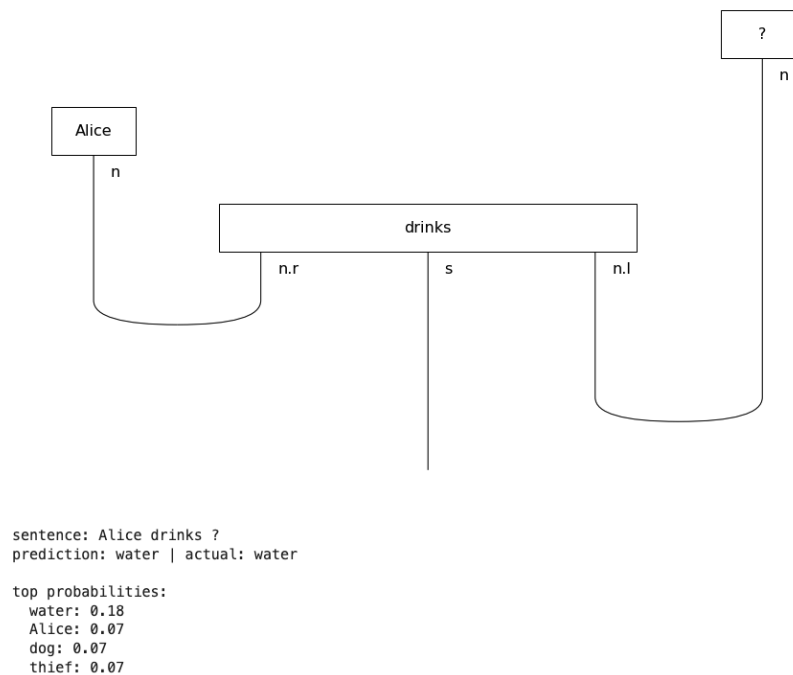 ?
n
Alice
n
drinks
n.r
s
n.l
sentence: Alice drinks ?
prediction: water | actual: water
top probabilities:
water: 0.18
Alice: 0.07
dog: 0.07
thief: 0.07